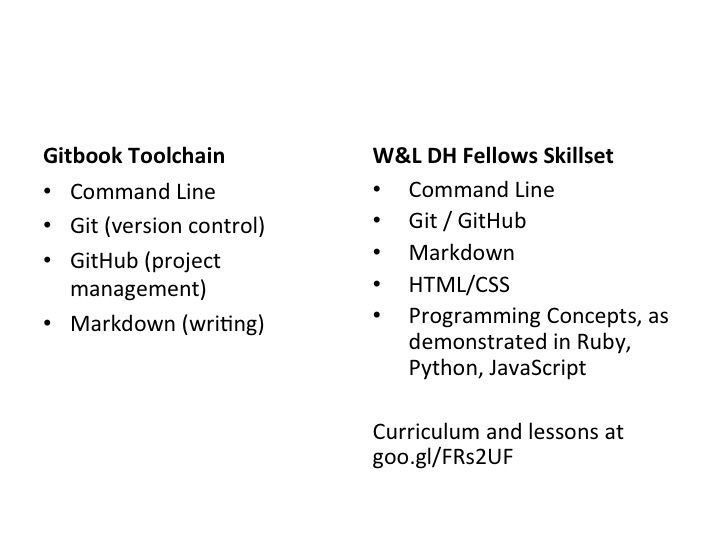 Gitbook Toolchain
• Command Line
• Git (version control)
• GitHub (project
management)
• Markdown (writing)
W&L DH Fellows Skillset
• Command Line
• Git / GitHub
• Markdown
• HTML/CSS
• Programming Concepts, as
demonstrated in Ruby,
Python, JavaScript
Curriculum and lessons at
goo.gl/FRs2UF